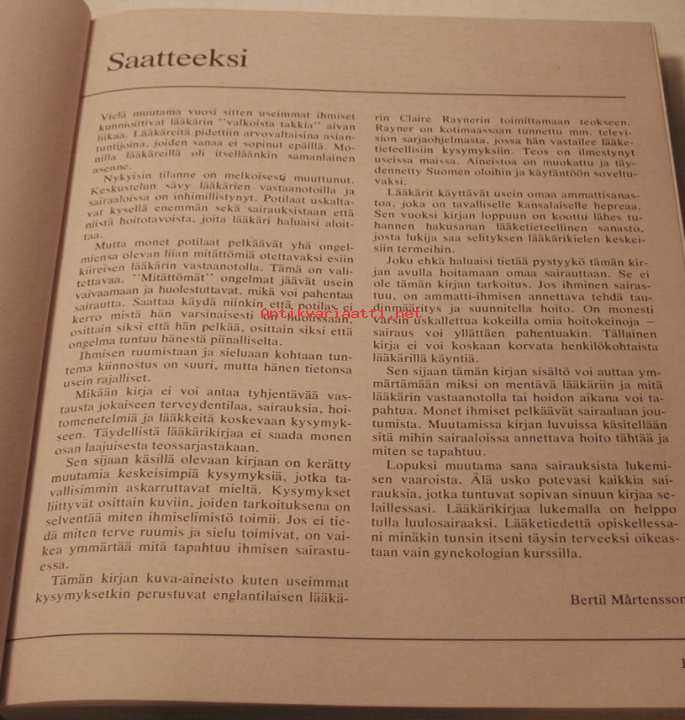 Saatteeksi
Vielä muutama vuosi sitten useimmat ihmiset
kunnioittivat lääkärin "valkoista takkia" aivan
liikaa. Lääkäreitä pidettiin arvovaltaisina asian-
tuntijoina, joiden sanaa ei sopinut epäillä. Mo-
nilla lääkäreillä oli itselläänkin samanlainen
asenne.
Nykyisin tilanne on melkoisesti muuttunut.
Keskustelun sävy lääkärien vastaanotoilla ja
sairaaloissa on inhimillistynyt. Potilaat uskalta-
vat kysellä enemmän sekä sairauksistaan että
niistä hoitotavoista, joita lääkäri haluaisi aloit-
taa.
Mutta monet potilaat pelkäävät yhä ongel-
miensa olevan liian mitättömiä otettavaksi esiin
kiireisen lääkärin vastaanotolla. Tämä on vali-
tettavaa. "Mitättömät" ongelmat jäävät usein
vaivaamaan ja huolestuttavat, mikä voi pahentaa
sairautta. Saattaa käydä niinkin että potilas ei
kerro mistä hän varsinaisesti on huolissaan,
osittain siksi että hän pelkää, osittain siksi että
ongelma tuntuu hänestä piinalliselta.
Ihmisen ruumistaan ja sieluaan kohtaan tun-
tema kiinnostus on suuri, mutta hänen tietonsa
usein rajalliset.
Mikään kirja ei voi antaa tyhjentävää vas-
tausta jokaiseen terveydentilaa, sairauksia, hoi-
tomenetelmiä ja lääkkeitä koskevaan kysymyk-
seen. Täydellistä lääkärikirjaa ei saada monen
osan laajuisesta teossarjastakaan.
Sen sijaan käsillä olevaan kirjaan on kerätty
muutamia keskeisimpiä kysymyksiä, jotka ta-
vallisimmin askarruttavat mieltä. Kysymykset
liittyvät osittain kuviin, joiden tarkoituksena on
selventää miten ihmiselimistö toimii. Jos ei tie-
dä miten terve ruumis ja sielu toimivat, on vai-
kea ymmärtää mitä tapahtuu ihmisen sairastu-
essa.
Tämän kirjan kuva-aineisto kuten useimmat
kysymyksetkin perustuvat englantilaisen lääkä-
rin Claire Raynerin toimittamaan teokseen.
Rayner on kotimaassaan tunnettu mm. televi-
sion sarjaohjelmasta, jossa hän vastailee lääke-
tieteellisiin kysymyksiin. Teos on ilmestynyt
useissa maissa. Aineistoa on muokattu ja täy-
dennetty Suomen oloihin ja käytäntöön soveltu-
vaksi.
Lääkärit käyttävät usein omaa ammattisanas-
toa, joka on tavalliselle kansalaiselle hepreaa.
Sen vuoksi kirjan loppuun on koottu lähes tu-
hannen hakusanan lääketieteellinen sanasto,
josta lukija saa selityksen lääkärikielen keskei-
siin termeihin.
Joku ehkä haluaisi tietää pystyykö tämän kir-
jan avulla hoitamaan omaa sairauttaan. Se ei
ole tämän kirjan tarkoitus. Jos ihminen sairas-
tuu, on ammatti-ihmisen annettava tehdä tau-
dinmääritys ja suunnitella hoito. On monesti
varsin uskallettua kokeilla omia hoitokeinoja –
sairaus voi yllättäen pahentuakin. Tällainen
kirja ei voi koskaan korvata henkilökohtaista
lääkärillä käyntiä.
Sen sijaan tämän kirjan sisältö voi auttaa ym-
märtämään miksi on mentävä lääkäriin ja mitä
lääkärin vastaanotolla tai hoidon aikana voi ta-
pahtua. Monet ihmiset pelkäävät sairaalaan jou-
tumista. Muutamissa kirjan luvuissa käsitellään
sitä mihin sairaaloissa annettava hoito tähtää ja
miten se tapahtuu.
Lopuksi muutama sana sairauksista lukemi-
sen vaaroista. Älä usko potevasi kaikkia sai-
rauksia, jotka tuntuvat sopivan sinuun kirjaa se-
laillessasi. Lääkärikirjaa lukemalla on helppo
tulla luulosairaaksi. Lääketiedettä opiskellessa-
ni minäkin tunsin itseni täysin terveeksi oikeas-
taan vain gynekologian kurssilla.
Bertil Mårtensson
antikvariaatti.net